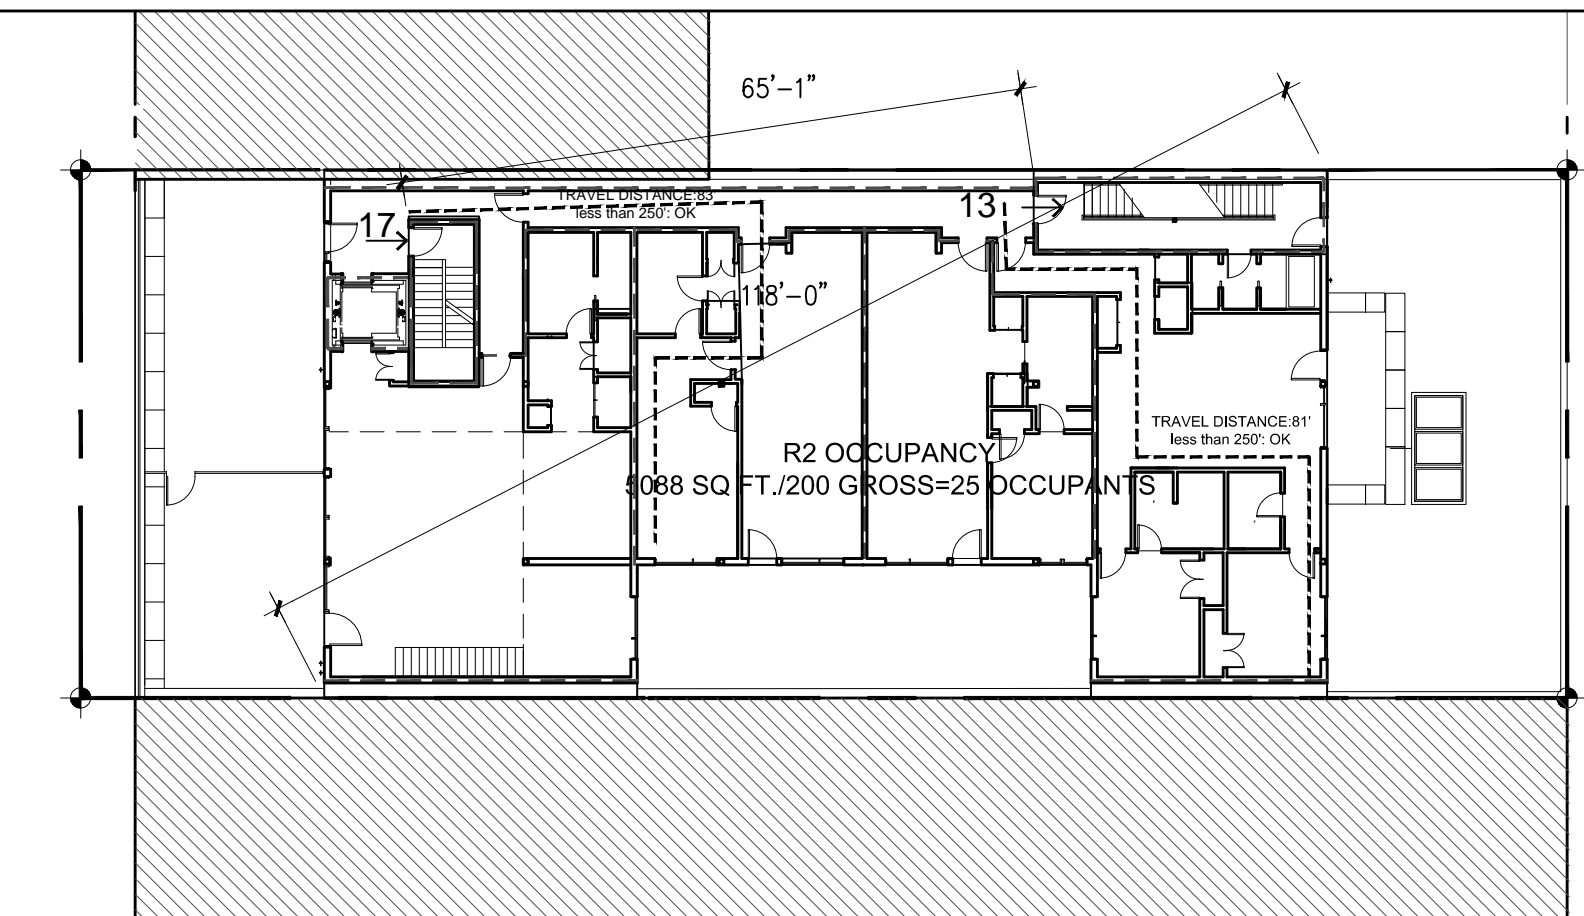 65'-1"
TRAVEL DISTANCE:83'
less than 250': OK
17
13
118'-0"
TRAVEL DISTANCE:81'
less than 250': OK
R2 OCCUPANCY
5088 SQ FT./200 GROSS=25 OCCUPANTS